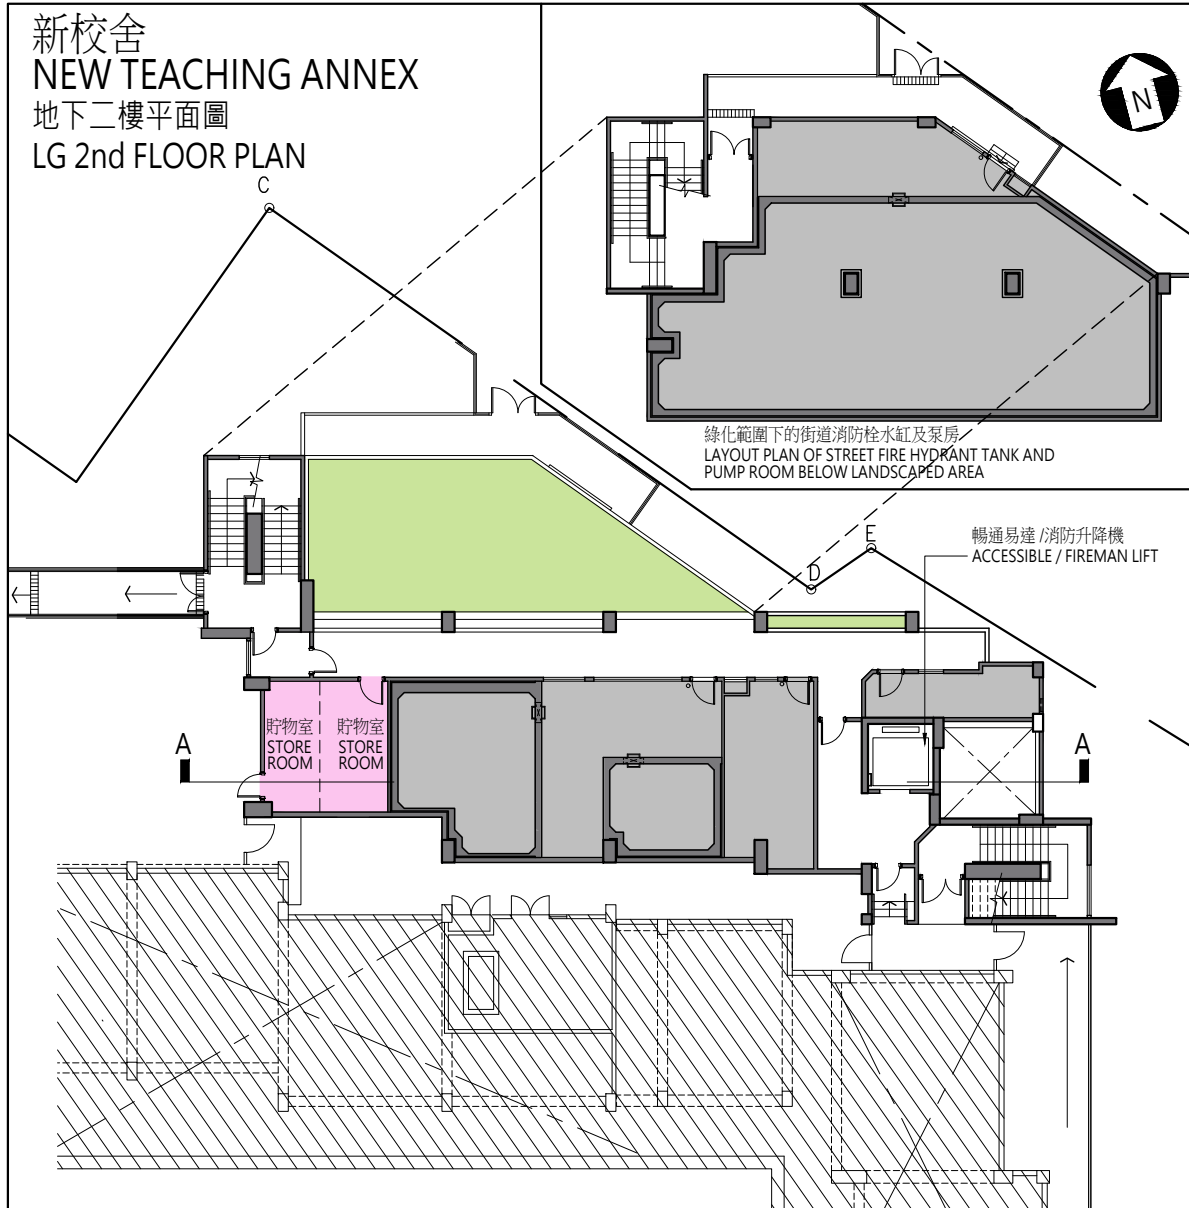 新校舍
NEW TEACHING ANNEX
地下二樓平面圖
LG 2nd FLOOR PLAN
N
C
綠化範圍下的街道消防栓水缸及泵房
LAYOUT PLAN OF STREET FIRE HYDRANT TANK AND
PUMP ROOM BELOW LANDSCAPED AREA
暢通易達 /消防升降機
ACCESSIBLE / FIREMAN LIFT
E
D
貯物室
STORE
ROOM
貯物室
STORE
ROOM
A
A